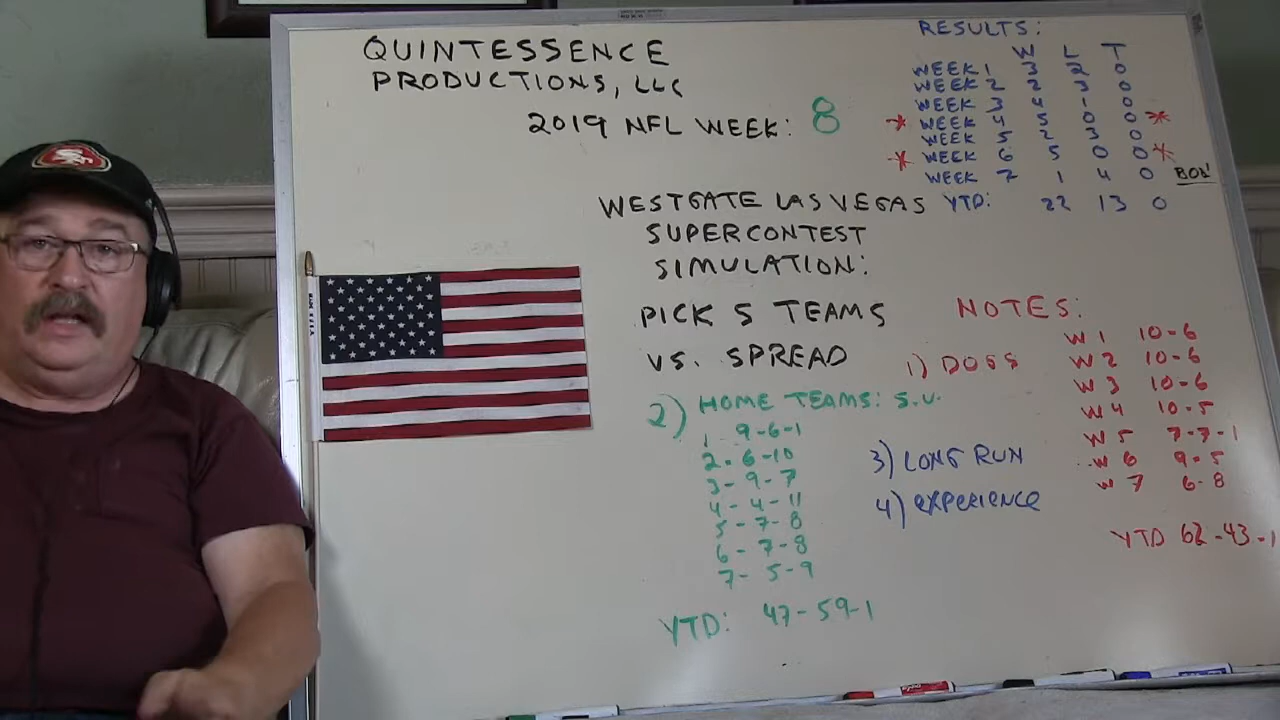 QUINTESSENCE
PRODUCTIONS, LLC
2019 NFL WEEK: 8
WESTGATE LAS VEGAS
SUPERCONTEST
SIMULATION:
PICK 5 TEAMS
VS. SPREAD
RESULTS:
W L T
WEEK 1 3 2 0
WEEK 2 2 3 0
WEEK 3 4 1 0
* WEEK 4 5 0 0 *
WEEK 5 2 3 0
* WEEK 6 5 0 0 *
WEEK 7 1 4 0 BOO!
YTD: 22 13 0
NOTES:
1) DOGS
W 1 10-6
W 2 10-6
W 3 10-6
W 4 10-5
W 5 7-7-1
W 6 9-5
W 7 6-8
YTD 62-43-1
2) HOME TEAMS: S.U.
1 9-6-1
2- 6-10
3- 9-7
4- 4-11
5- 7-8
6- 7-8
7- 5-9
YTD: 47-59-1
3) LONG RUN
4) EXPERIENCE
SF